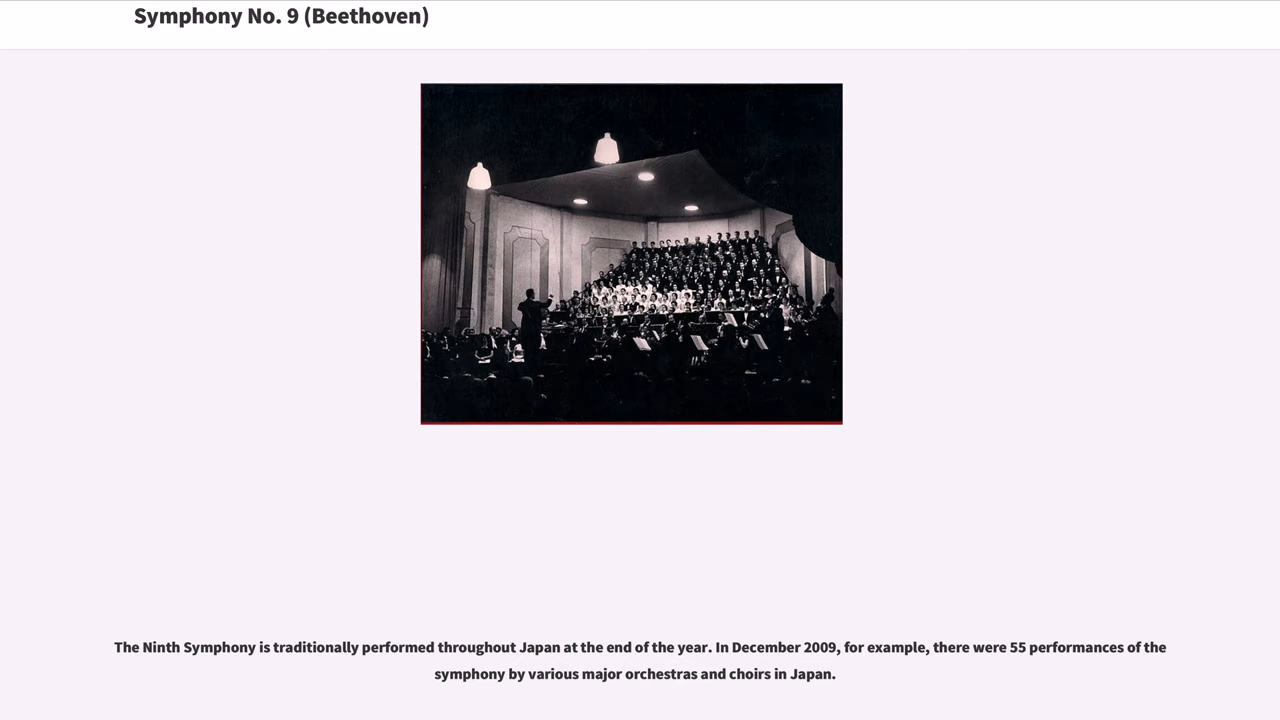 Symphony No. 9 (Beethoven)
The Ninth Symphony is traditionally performed throughout Japan at the end of the year. In December 2009, for example, there were 55 performances of the
symphony by various major orchestras and choirs in Japan.